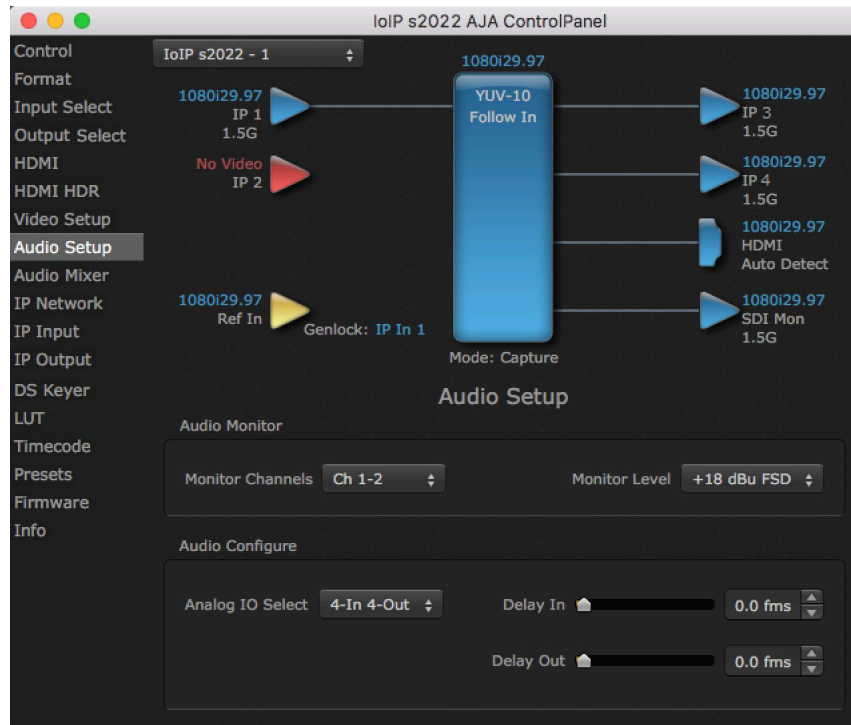 IoIP s2022 AJA ControlPanel
Control
Format
Input Select
Output Select
HDMI
HDMI HDR
Video Setup
Audio Setup
Audio Mixer
IP Network
IP Input
IP Output
DS Keyer
LUT
Timecode
Presets
Firmware
Info
IoIP s2022 - 1
1080i29.97
IP 1
1.5G
No Video
IP 2
1080i29.97
Ref In
Genlock: IP In 1
1080i29.97
YUV-10
Follow In
Mode: Capture
1080i29.97
IP 3
1.5G
1080i29.97
IP 4
1.5G
1080i29.97
HDMI
Auto Detect
1080i29.97
SDI Mon
1.5G
Audio Setup
Audio Monitor
Monitor Channels Ch 1-2 Monitor Level +18 dBu FSD
Audio Configure
Analog IO Select 4-In 4-Out Delay In 0.0 fms
Delay Out 0.0 fms